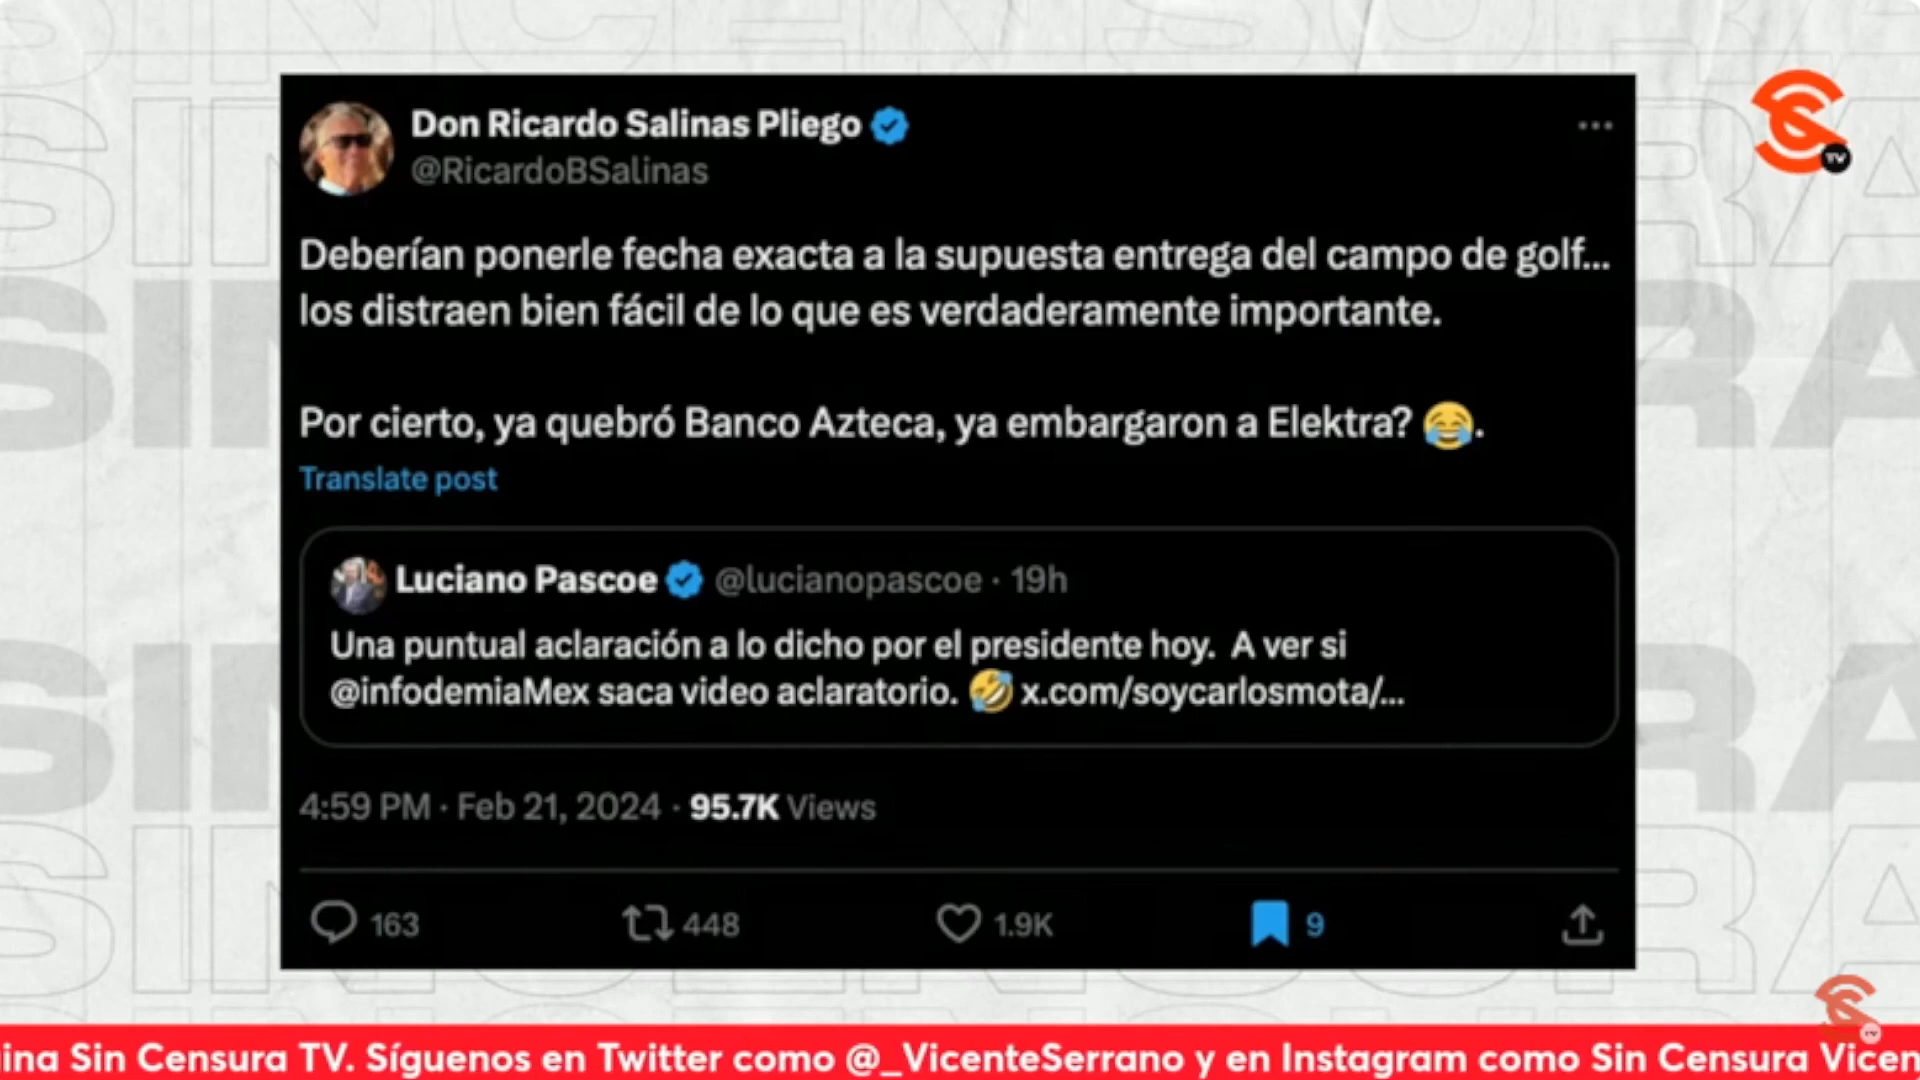 SINCENSURA
Don Ricardo Salinas Pliego
@RicardoBSalinas
TV
Deberían ponerle fecha exacta a la supuesta entrega del campo de golf...
los distraen bien fácil de lo que es verdaderamente importante.
Por cierto, ya quebró Banco Azteca, ya embargaron a Elektra? 😂.
Translate post
Luciano Pascoe @lucianopascoe · 19h
Una puntual aclaración a lo dicho por el presidente hoy. A ver si
@infodemiaMex saca video aclaratorio. 🤣 x.com/soycarlosmota/...
4:59 PM · Feb 21, 2024 · 95.7K Views
163 448 1.9K 9
TV
ina Sin Censura TV. Síguenos en Twitter como @_VicenteSerrano y en Instagram como Sin Censura Vicen